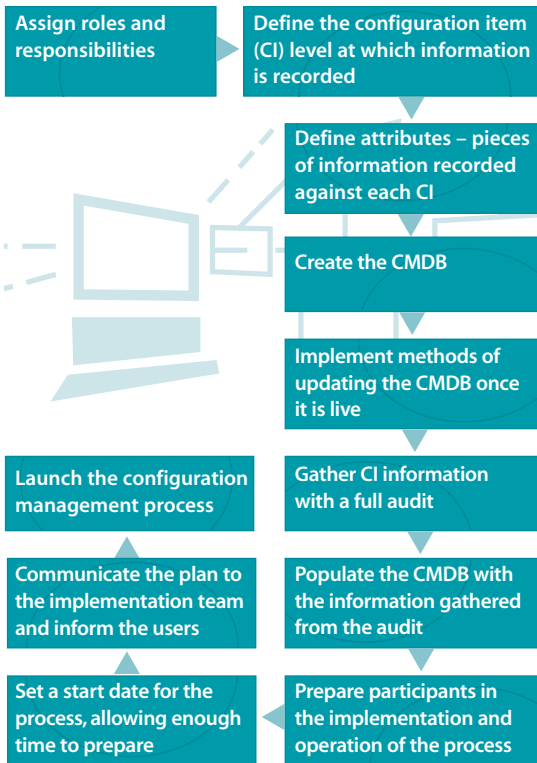 Assign roles and
responsibilities
Define the configuration item
(CI) level at which information
is recorded
Define attributes – pieces
of information recorded
against each CI
Create the CMDB
Implement methods of
updating the CMDB once
it is live
Gather CI information
with a full audit
Populate the CMDB with
the information gathered
from the audit
Prepare participants in
the implementation and
operation of the process
Set a start date for the
process, allowing enough
time to prepare
Communicate the plan to
the implementation team
and inform the users
Launch the configuration
management process